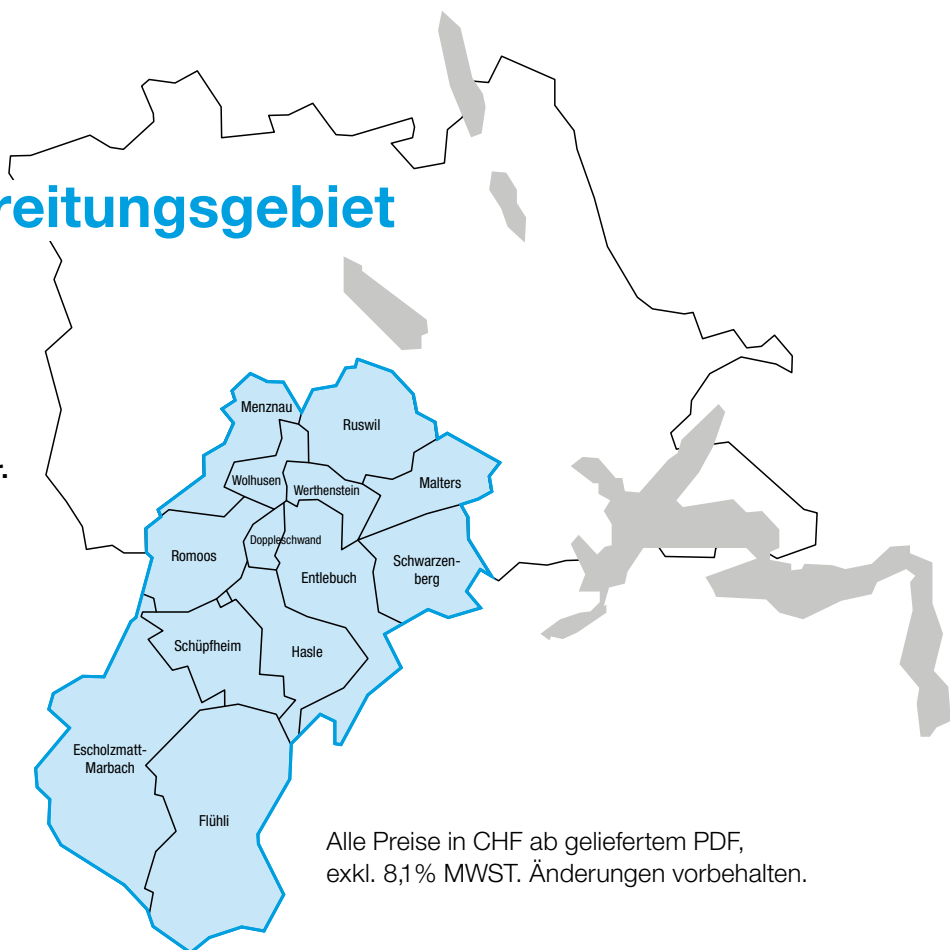 reitungsgebiet
Menznau
Ruswil
r.
Wolhusen
Werthenstein
Malters
Doppleschwand
Romoos
Entlebuch
Schwarzen-
berg
Schüpfheim
Hasle
Escholzmatt-
Marbach
Flühli
Alle Preise in CHF ab geliefertem PDF,
exkl. 8,1% MWST. Änderungen vorbehalten.